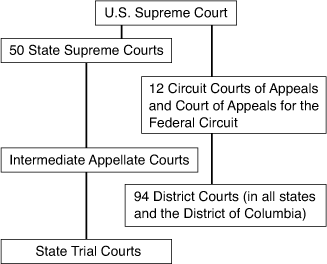 U.S. Supreme Court
50 State Supreme Courts
12 Circuit Courts of Appeals
and Court of Appeals for the
Federal Circuit
Intermediate Appellate Courts
94 District Courts (in all states
and the District of Columbia)
State Trial Courts